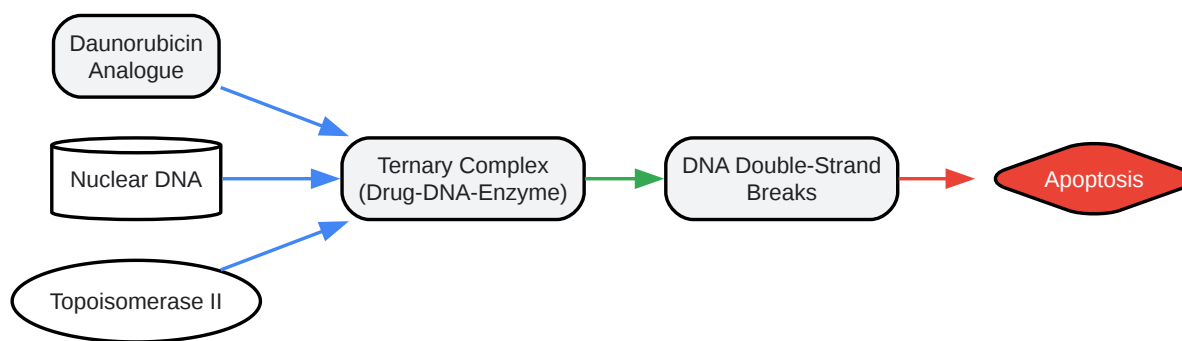 Daunorubicin
Analogue
Nuclear DNA
Topoisomerase II
Ternary Complex
(Drug-DNA-Enzyme)
DNA Double-Strand
Breaks
Apoptosis